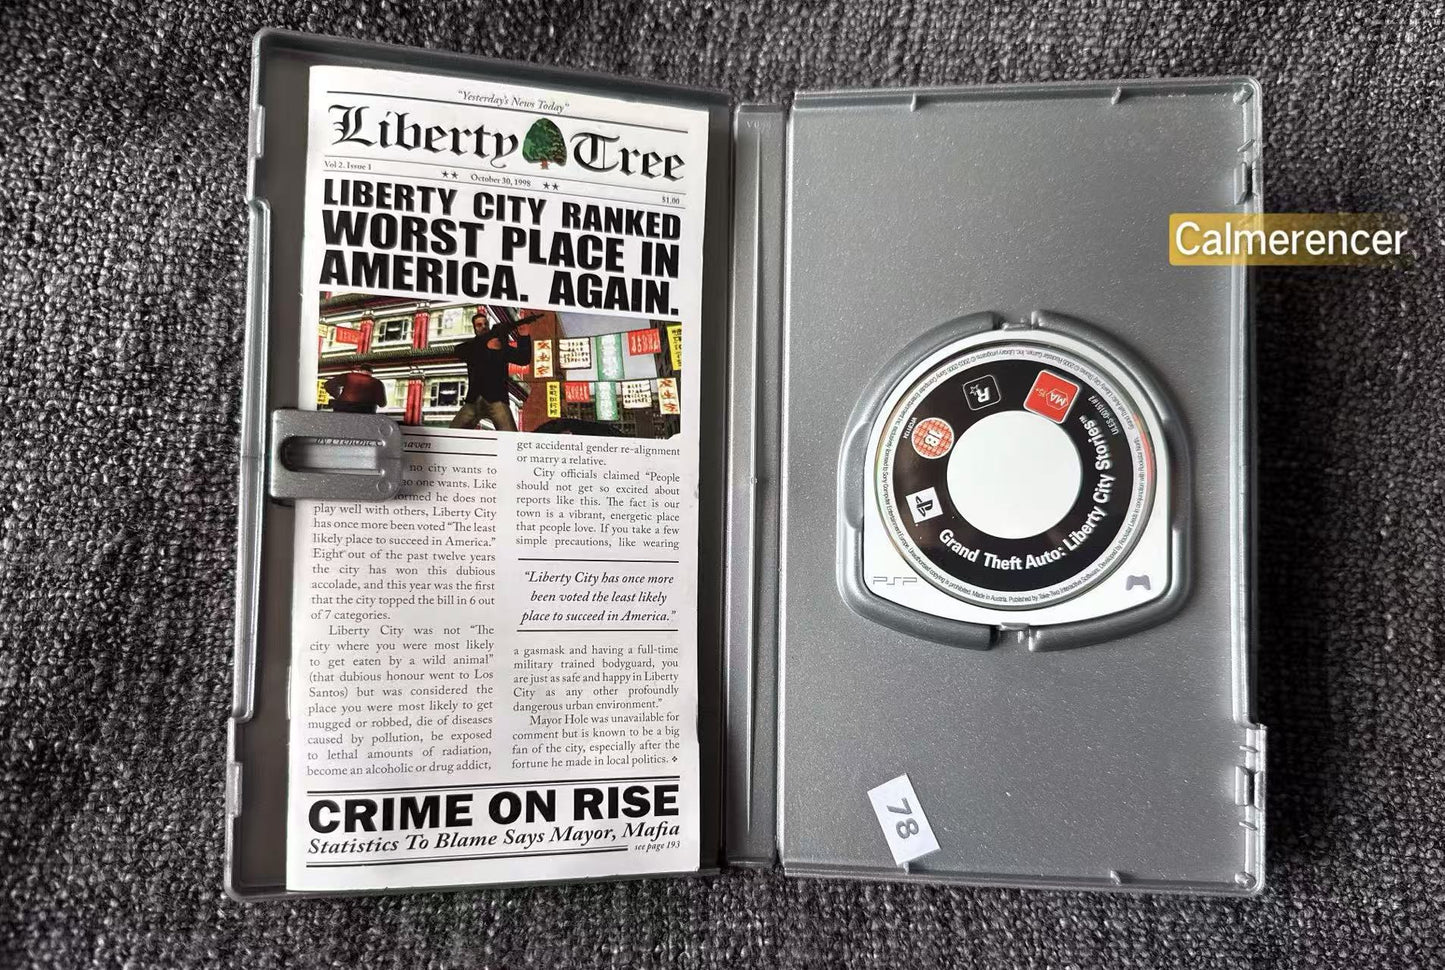 "Yesterday's News Today"
Liberty Tree
Vol 2. Issue 1
★★ October 30, 1998 ★★
$1.00
LIBERTY CITY RANKED
WORST PLACE IN
AMERICA. AGAIN.
no city wants to
no one wants. Like
he does not
play well with others, Liberty City
has once more been voted "The least
likely place to succeed in America."
Eight out of the past twelve years
the city has won this dubious
accolade, and this year was the first
that the city topped the bill in 6 out
of 7 categories.
Liberty City was not "The
city where you were most likely
to get eaten by a wild animal"
(that dubious honour went to Los
Santos) but was considered the
place you were most likely to get
mugged or robbed, die of diseases
caused by pollution, be exposed
to lethal amounts of radiation,
become an alcoholic or drug addict,
get accidental gender re-alignment
or marry a relative.
City officials claimed "People
should not get so excited about
reports like this. The fact is our
town is a vibrant, energetic place
that people love. If you take a few
simple precautions, like wearing
"Liberty City has once more
been voted the least likely
place to succeed in America."
a gasmask and having a full-time
military trained bodyguard, you
are just as safe and happy in Liberty
City as any other profoundly
dangerous urban environment."
Mayor Hole was unavailable for
comment but is known to be a big
fan of the city, especially after the
fortune he made in local politics.
CRIME ON RISE
Statistics To Blame Says Mayor, Mafia
see page 193
Calmerencer
R
MA 15+
18
Grand Theft Auto: Liberty City Stories™
PSP
78